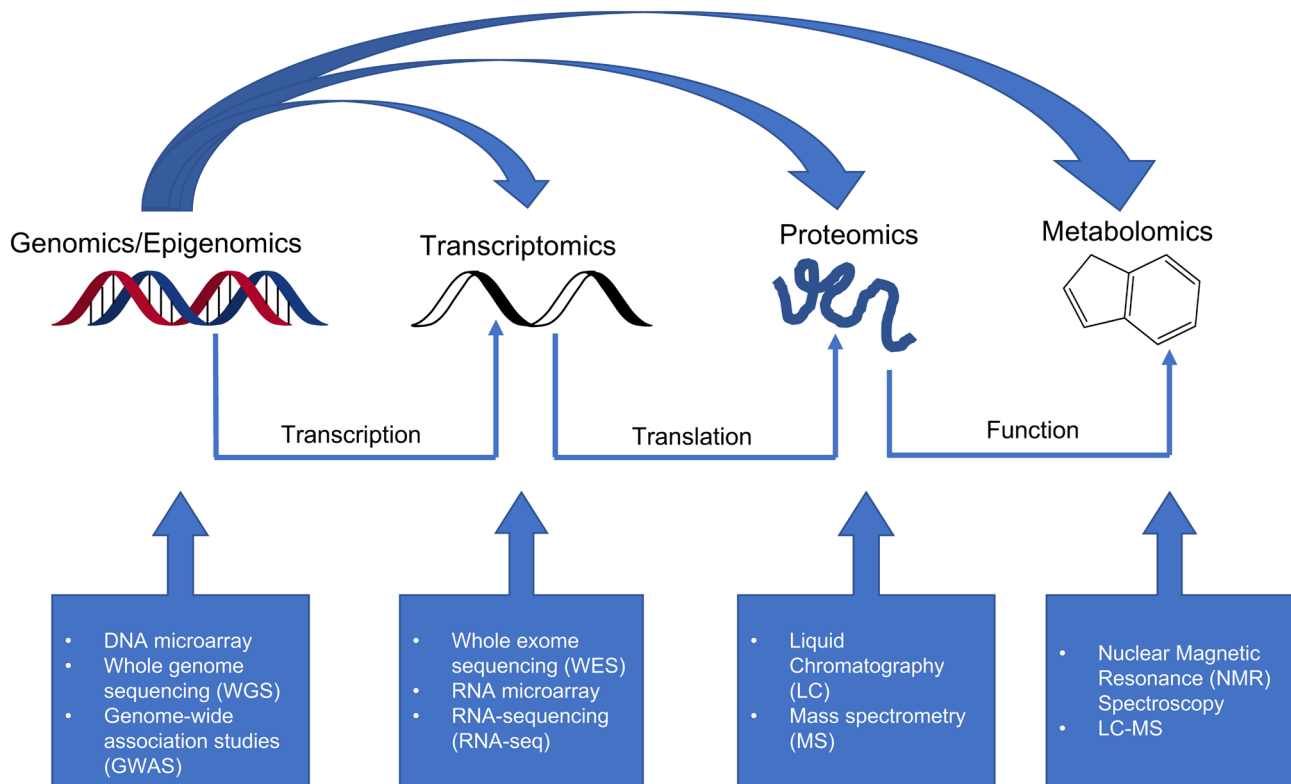 Genomics/Epigenomics
Transcriptomics
Proteomics
Metabolomics
Transcription
Translation
Function
• DNA microarray
• Whole genome
sequencing (WGS)
• Genome-wide
association studies
(GWAS)
• Whole exome
sequencing (WES)
• RNA microarray
• RNA-sequencing
(RNA-seq)
• Liquid
Chromatography
(LC)
• Mass spectrometry
(MS)
• Nuclear Magnetic
Resonance (NMR)
Spectroscopy
• LC-MS